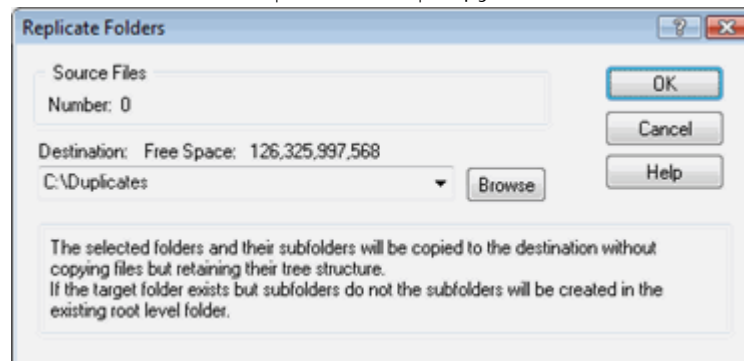 Replicate Folders
Source Files
OK
Number: 0
Cancel
Destination: Free Space: 126,325,997,568
Help
C:\Duplicates
Browse
The selected folders and their subfolders will be copied to the destination without
copying files but retaining their tree structure.
If the target folder exists but subfolders do not the subfolders will be created in the
existing root level folder.